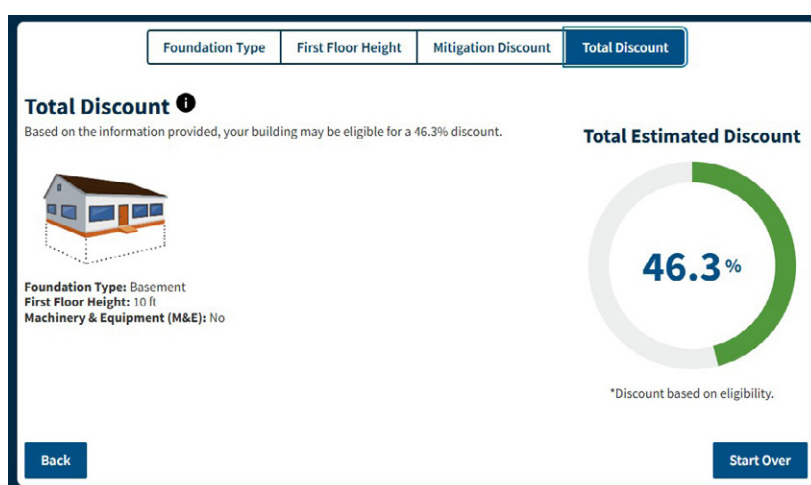 Foundation Type
First Floor Height
Mitigation Discount
Total Discount
Total Discount i
Based on the information provided, your building may be eligible for a 46.3% discount.
Foundation Type: Basement
First Floor Height: 10 ft
Machinery & Equipment (M&E): No
Total Estimated Discount
46.3%
*Discount based on eligibility.
Back
Start Over